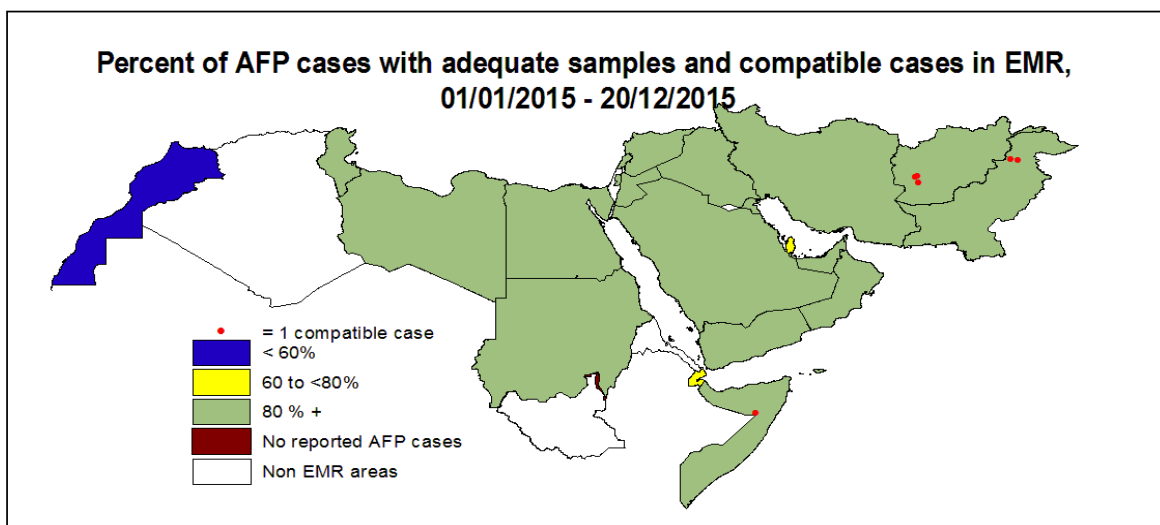 Percent of AFP cases with adequate samples and compatible cases in EMR,
01/01/2015 - 20/12/2015
= 1 compatible case
< 60%
60 to <80%
80 % +
No reported AFP cases
Non EMR areas